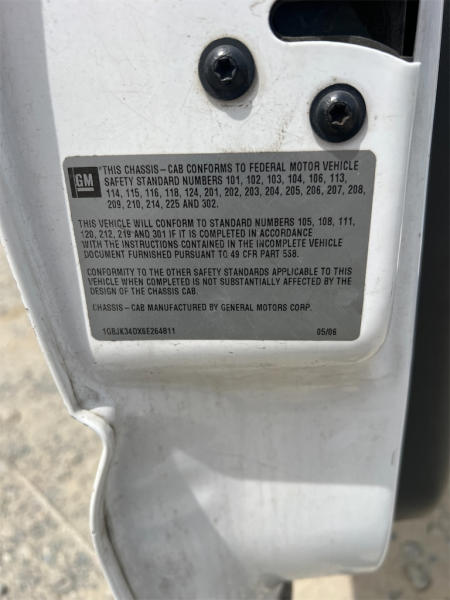 GM
"THIS CHASSIS-CAB CONFORMS TO FEDERAL MOTOR VEHICLE
SAFETY STANDARD NUMBERS 101, 102, 103, 104, 106, 113,
114, 115, 116, 118, 124, 201, 202, 203, 204, 205, 206, 207, 208,
209, 210, 214, 225 AND 302.
THIS VEHICLE WILL CONFORM TO STANDARD NUMBERS 105, 108, 111,
120, 212, 219 AND 301 IF IT IS COMPLETED IN ACCORDANCE
WITH THE INSTRUCTIONS CONTAINED IN THE INCOMPLETE VEHICLE
DOCUMENT FURNISHED PURSUANT TO 49 CFR PART 568.
CONFORMITY TO THE OTHER SAFETY STANDARDS APPLICABLE TO THIS
VEHICLE WHEN COMPLETED IS NOT SUBSTANTIALLY AFFECTED BY THE
DESIGN OF THE CHASSIS CAB.
CHASSIS-CAB MANUFACTURED BY GENERAL MOTORS CORP.
1GBJK34DX6E264811 05/06